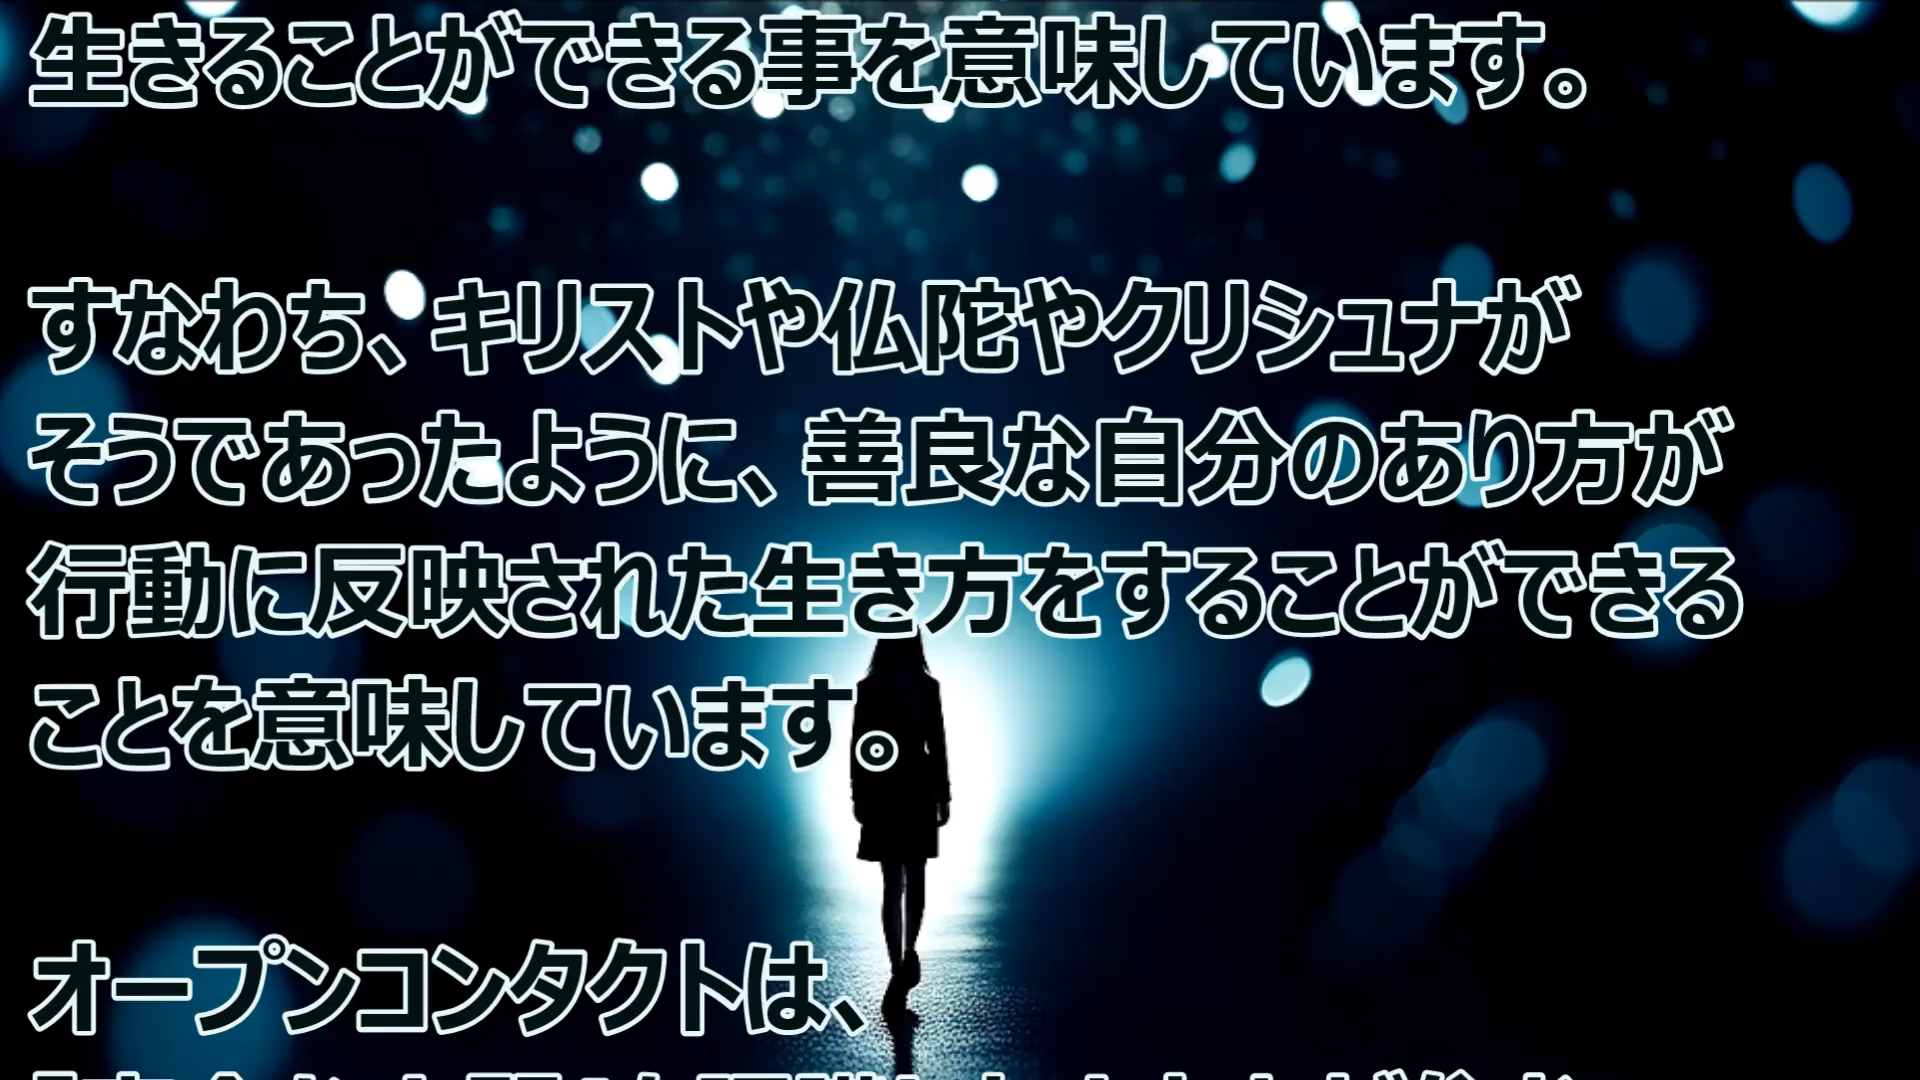 生きることができる事を意味しています。
すなわち、キリストや仏陀やクリシュナが
そうであったように、善良な自分のあり方が
行動に反映された生き方をすることができる
ことを意味しています。
オープンコンタクトは、